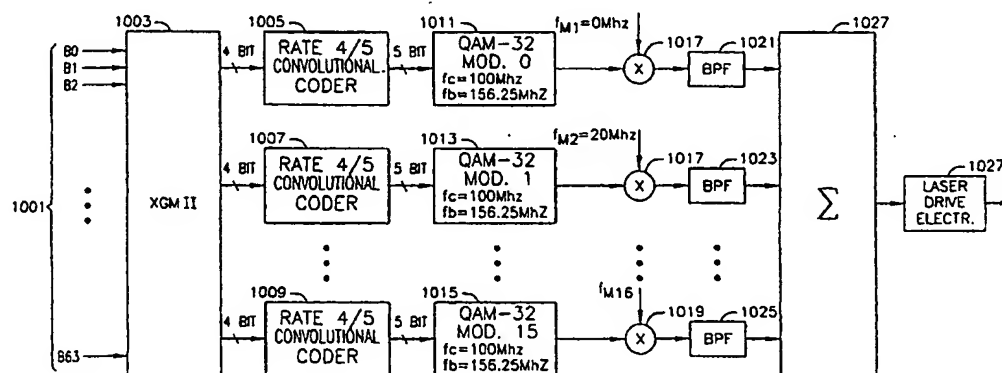 1003
1005
1011
fM1=0Mhz
1027
B0
B1
B2
B63
1001
XGMII
4 BIT
RATE 4/5
CONVOLUTIONAL.
CODER
5 BIT
QAM-32
MOD. 0
fc=100Mhz
fb=156.25MhZ
X
1017
1021
BPF
1007
1013
fM2=20Mhz
4 BIT
RATE 4/5
CONVOLUTIONAL
CODER
5 BIT
QAM-32
MOD. 1
fc=100Mhz
fb=156.25MhZ
X
1017
1023
BPF
Σ
1027
LASER
DRIVE
ELECTR.
1009
1015
fM16
4 BIT
RATE 4/5
CONVOLUTIONAL
CODER
5 BIT
QAM-32
MOD. 15
fc=100Mhz
fb=156.25MhZ
X
1019
1025
BPF